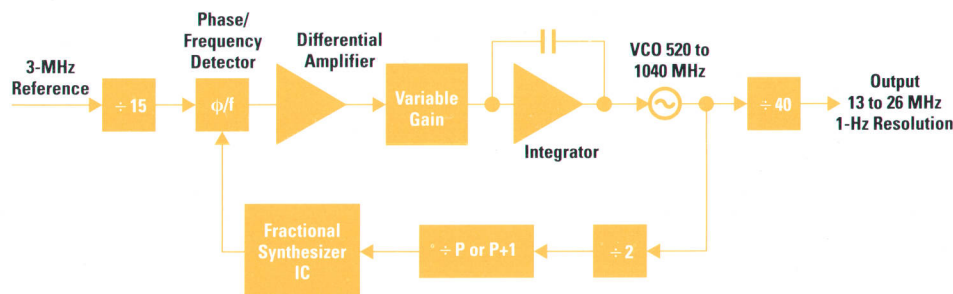 Phase/
Frequency
Detector
Differential
Amplifier
3-MHz
Reference
÷ 15
φ/f
Variable
Gain
Integrator
VCO 520 to
1040 MHz
÷ 40
Output
13 to 26 MHz
1-Hz Resolution
Fractional
Synthesizer
IC
÷ P or P+1
÷ 2